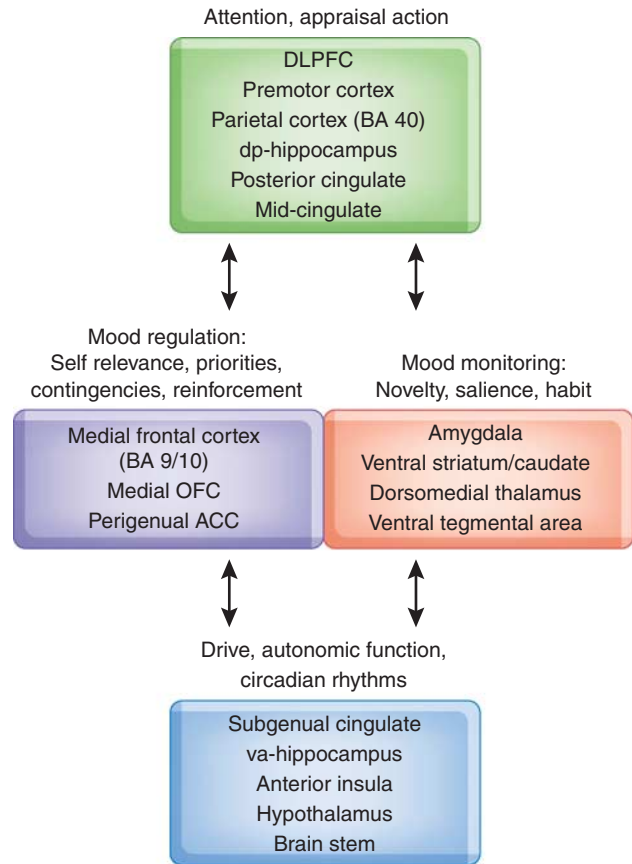 Attention, appraisal action
DLPFC
Premotor cortex
Parietal cortex (BA 40)
dp-hippocampus
Posterior cingulate
Mid-cingulate
Mood regulation:
Self relevance, priorities,
contingencies, reinforcement
Medial frontal cortex
(BA 9/10)
Medial OFC
Perigenual ACC
Mood monitoring:
Novelty, salience, habit
Amygdala
Ventral striatum/caudate
Dorsomedial thalamus
Ventral tegmental area
Drive, autonomic function,
circadian rhythms
Subgenual cingulate
va-hippocampus
Anterior insula
Hypothalamus
Brain stem